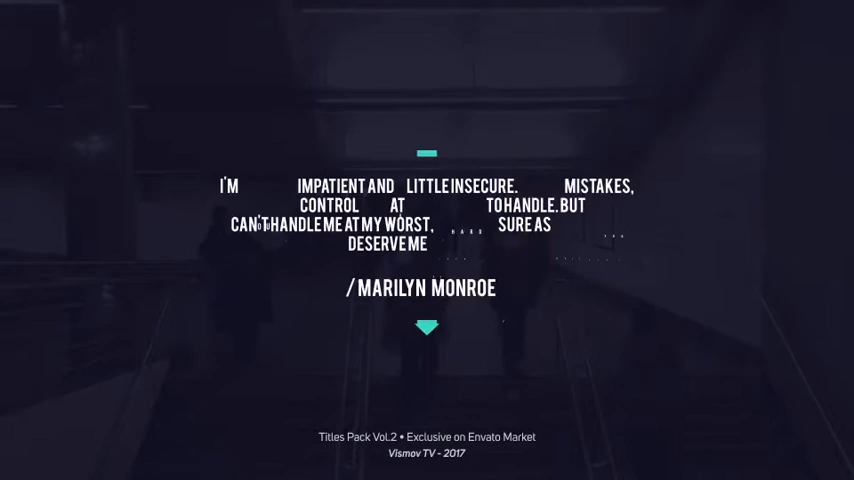 I'M IMPATIENT AND LITTLE INSECURE. MISTAKES,
CONTROL AT TO HANDLE. BUT
CAN'T HANDLE ME AT MY WORST, HARD SURE AS
DESERVE ME
/ MARILYN MONROE
Titles Pack Vol.2 • Exclusive on Envato Market
Vismov TV - 2017